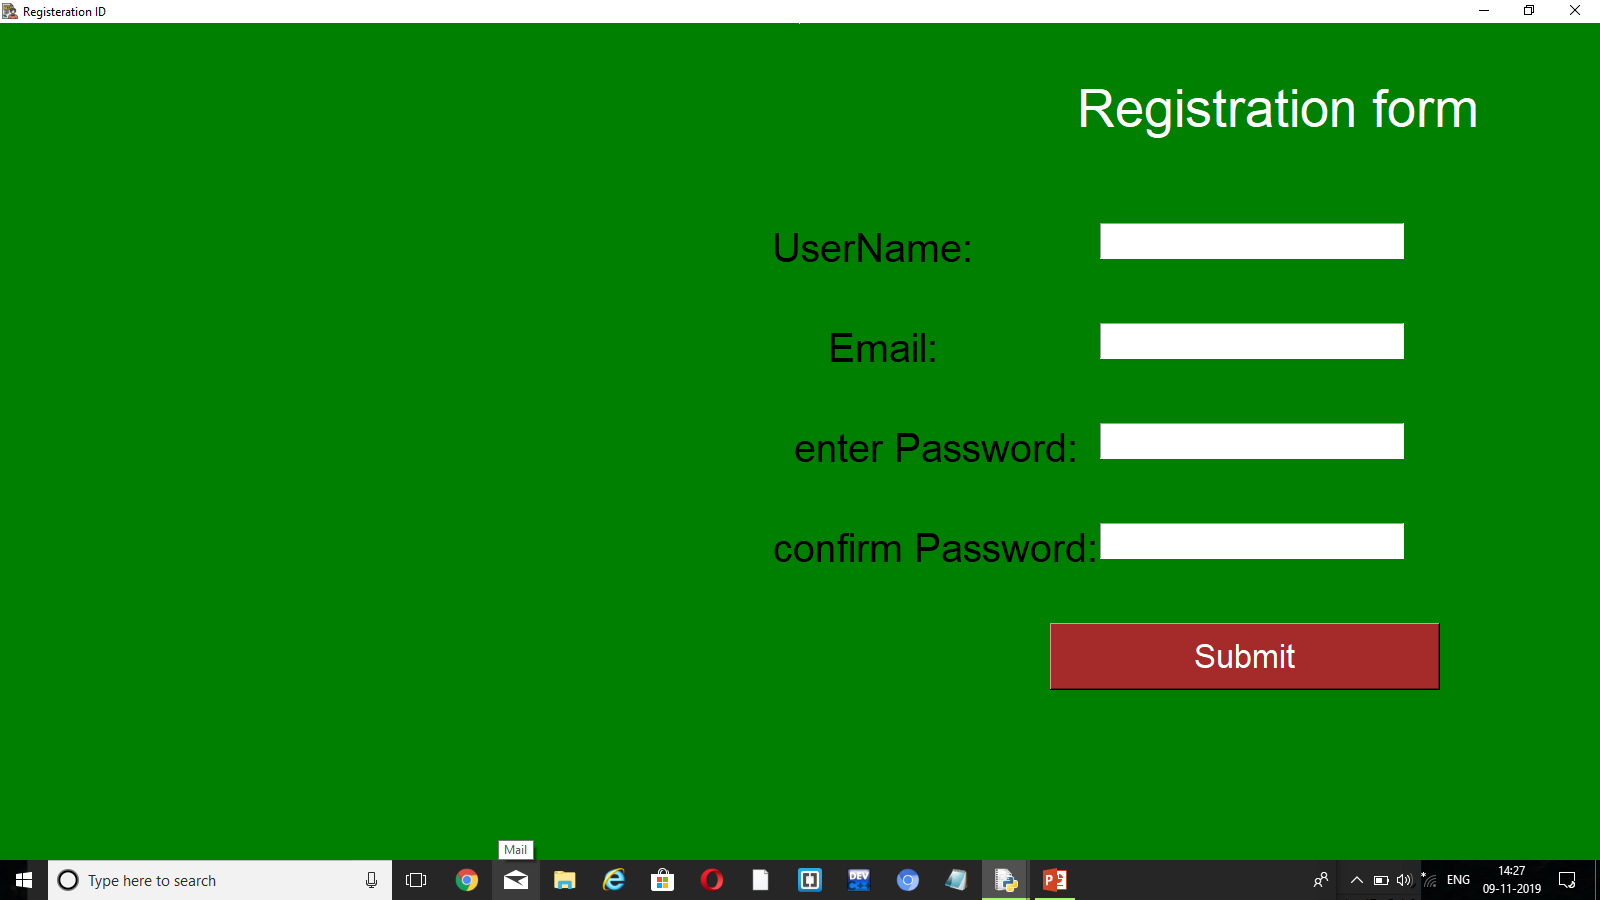 Registeration ID
Registration form
UserName:
Email:
enter Password:
confirm Password:
Submit
Mail
Type here to search
DEV
ENG
14:27
09-11-2019